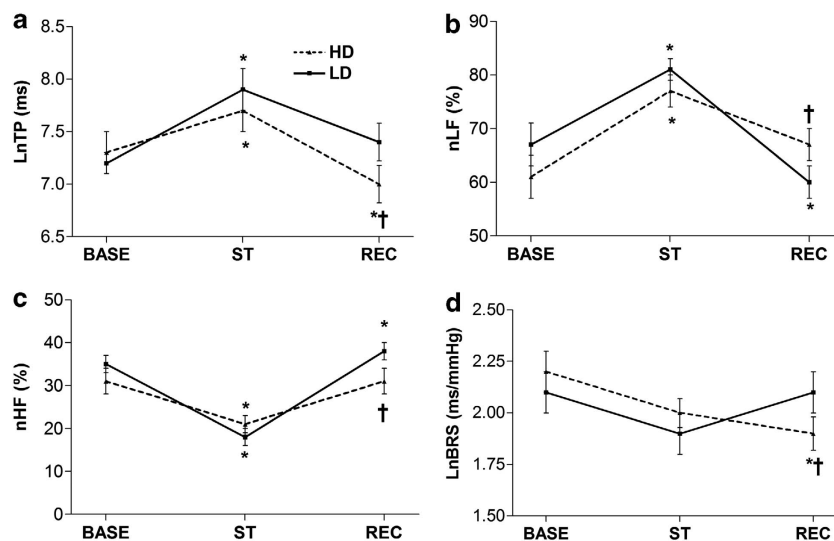 a
8.5
8.0
7.5
7.0
6.5
LnTP (ms)
HD
LD
*
*
*†
BASE ST REC
b
90
80
70
60
50
nLF (%)
*
*
†
*
BASE ST REC
c
50
40
30
20
10
0
nHF (%)
*
*
*
†
BASE ST REC
d
2.50
2.25
2.00
1.75
1.50
LnBRS (ms/mmHg)
*†
BASE ST REC